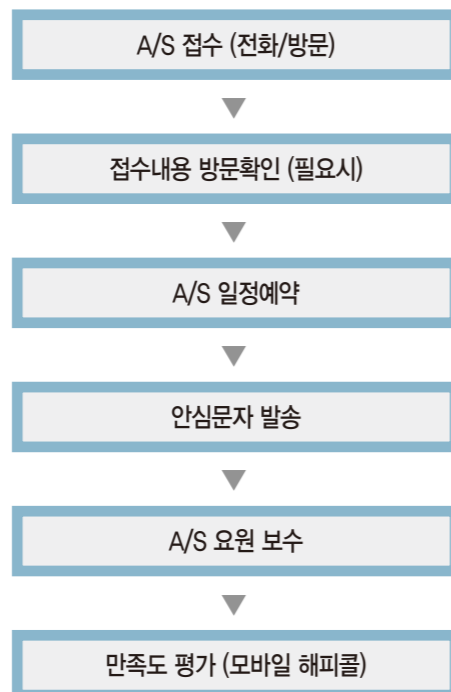 A/S 접수 (전화/방문)
접수내용 방문확인 (필요시)
A/S 일정예약
안심문자 발송
A/S 요원 보수
만족도 평가 (모바일 해피콜)